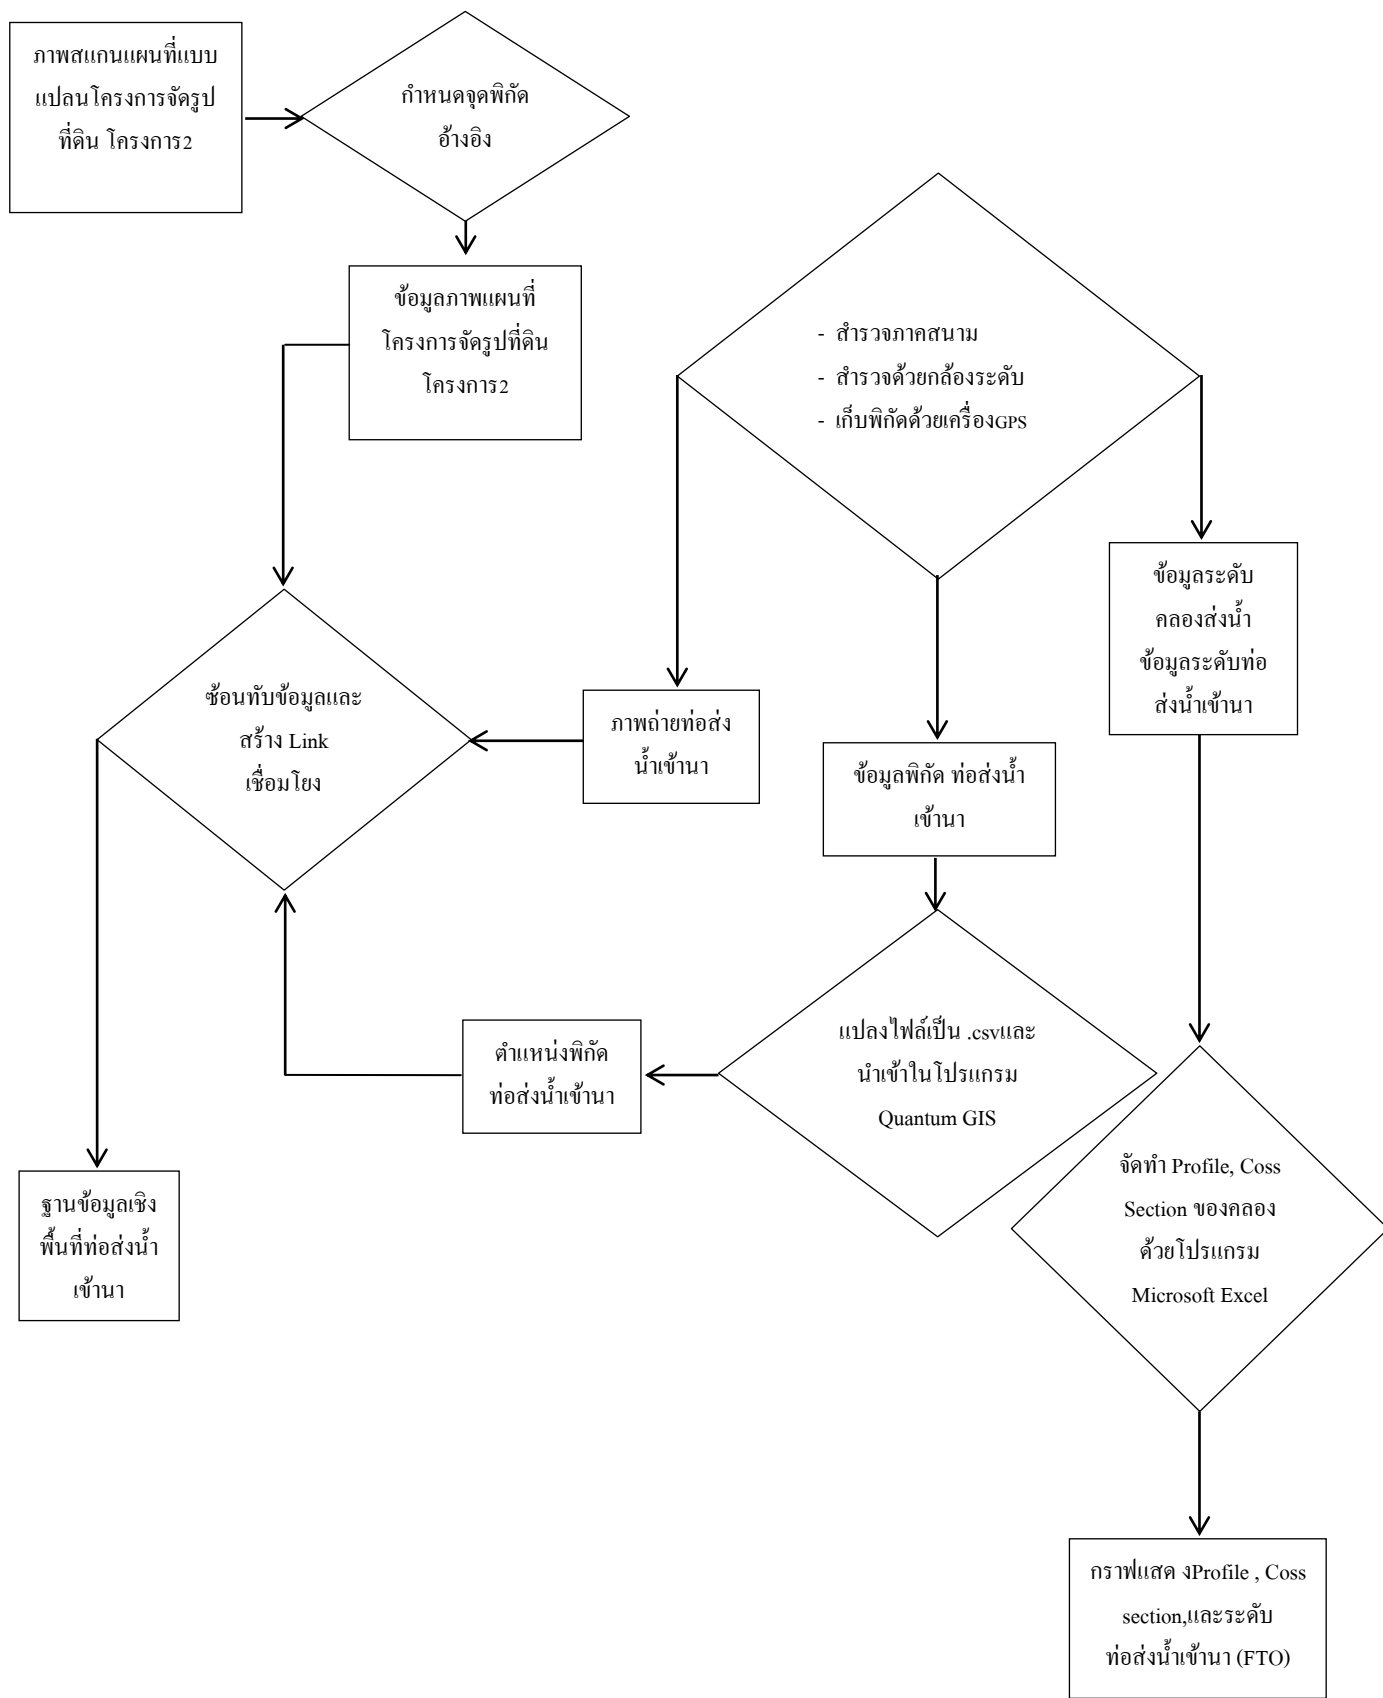 ภาพสแกนแผนที่แบบ
แปลนโครงการจัดรูป
ที่ดิน โครงการ2
กำหนดจุดพิกัด
อ้างอิง
ข้อมูลภาพแผนที่
โครงการจัดรูปที่ดิน
โครงการ2
- สำรวจภาคสนาม
- สำรวจด้วยกล้องระดับ
- เก็บพิกัดด้วยเครื่องGPS
ข้อมูลระดับ
คลองส่งน้ำ
ข้อมูลระดับท่อ
ส่งน้ำเข้านา
ซ้อนทับข้อมูลและ
สร้าง Link
เชื่อมโยง
ภาพถ่ายท่อส่ง
น้ำเข้านา
ข้อมูลพิกัด ท่อส่งน้ำ
เข้านา
แปลงไฟล์เป็น .csvและ
นำเข้าในโปรแกรม
Quantum GIS
ตำแหน่งพิกัด
ท่อส่งน้ำเข้านา
จัดทำ Profile, Coss
Section ของคลอง
ด้วยโปรแกรม
Microsoft Excel
ฐานข้อมูลเชิง
พื้นที่ท่อส่งน้ำ
เข้านา
กราฟแสด งProfile , Coss
section,และระดับ
ท่อส่งน้ำเข้านา (FTO)